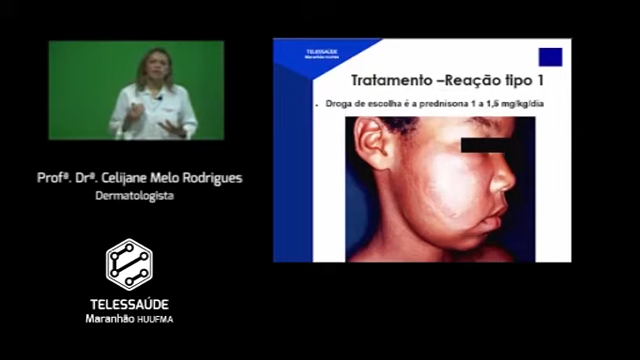 TELESSAÚDE
Tratamento –Reação tipo 1
. Droga de escolha é a prednisona 1 a 1,5 mg/kg/dia
Profª. Drª. Celijane Melo Rodrigues
Dermatologista
TELESSAÚDE
Maranhão HUUFMA